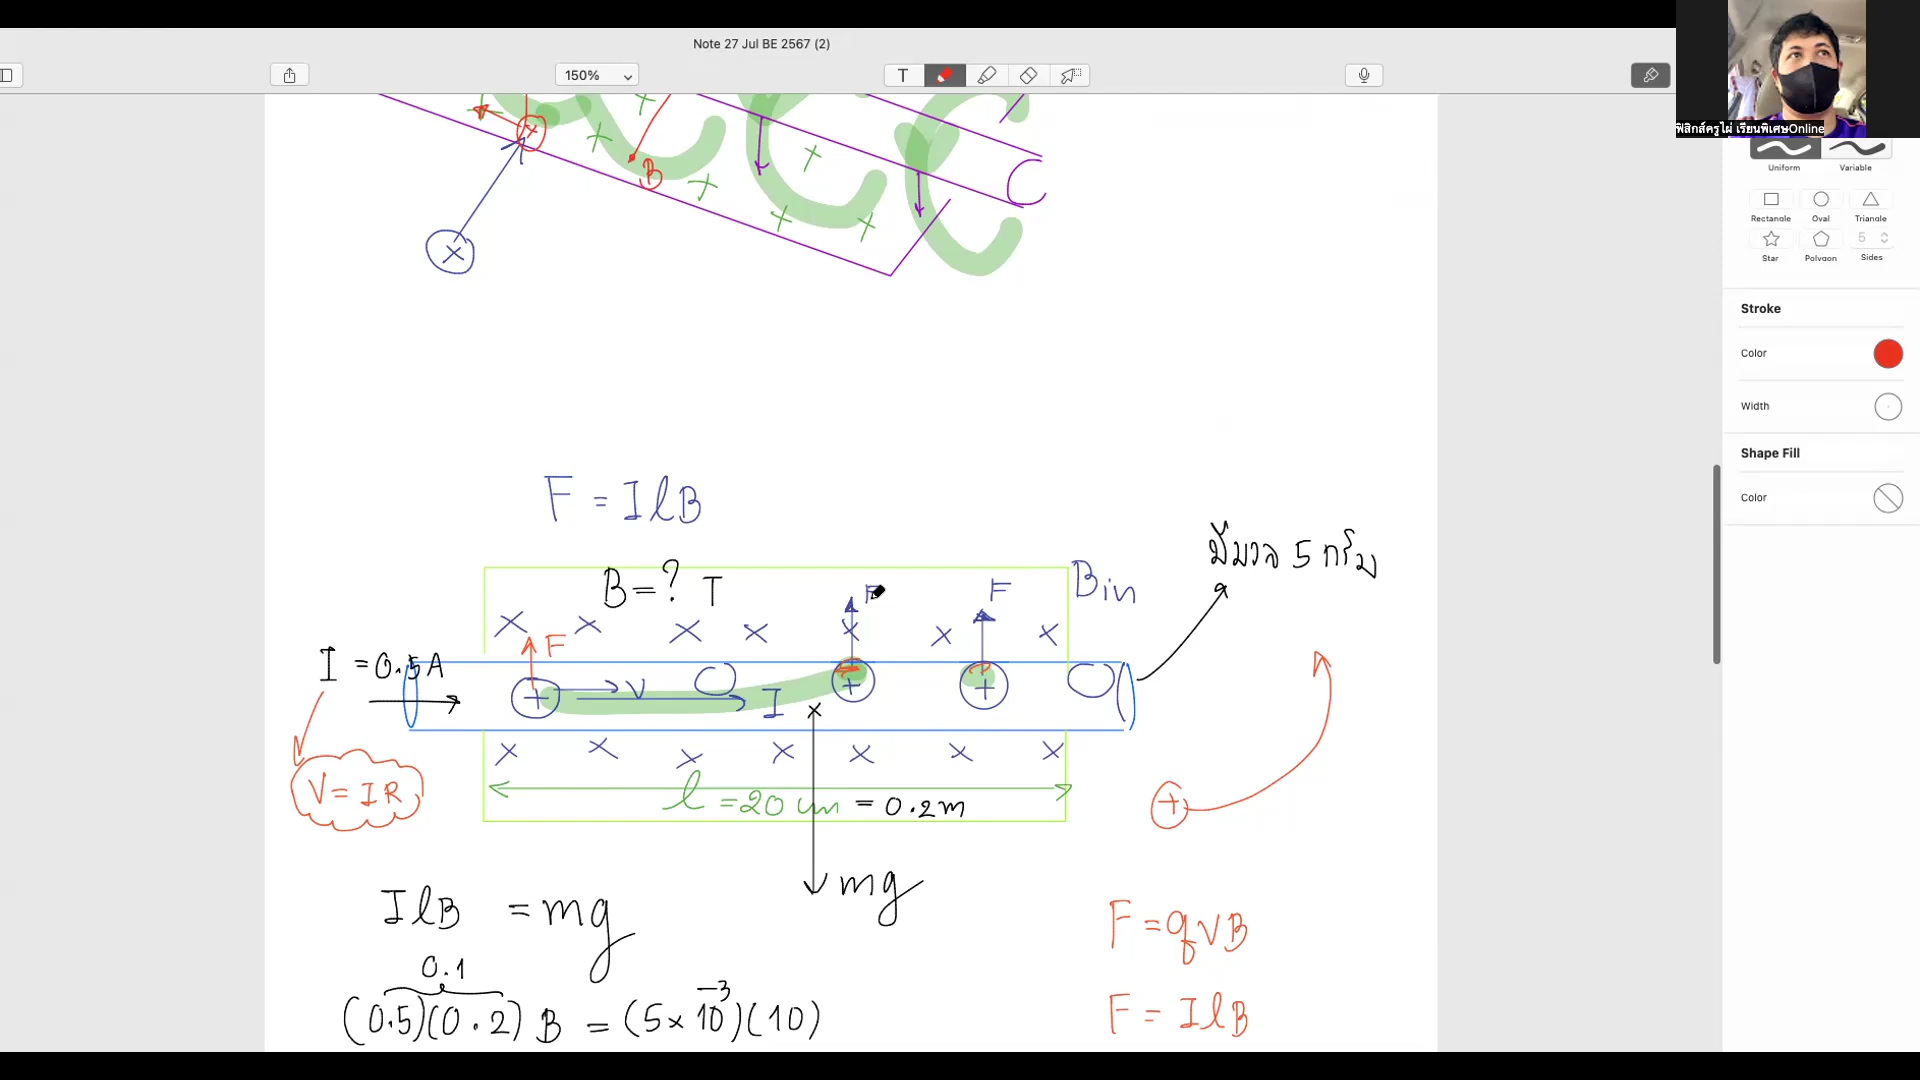 Note 27 Jul BE 2567 (2)
150%
T
ฟิสิกส์ครูไผ่ เรียนพิเศษOnline
Uniform
Variable
Rectangle
Oval
Triangle
5
Star
Polygon
Sides
Stroke
Color
Width
Shape Fill
Color
B
C
F = IlB
มีมวล 5 กรัม
B = ? T
Bin
F
F
F
I = 0.5A
V
I
V = IR
l = 20 cm = 0.2m
mg
IlB = mg
F = qVB
0.1
(0.5)(0.2) B = (5×10⁻³)(10)
F = IlB